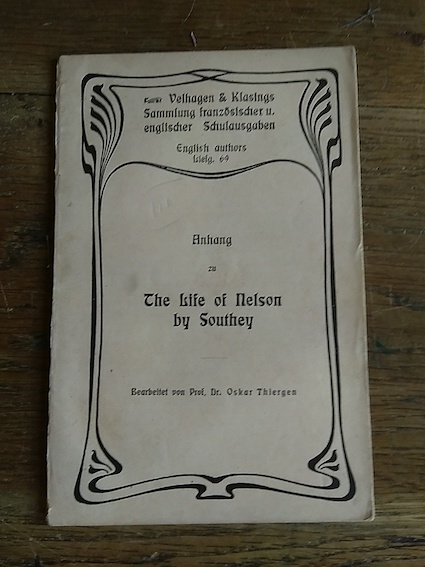 Velhagen & Klasings
Sammlung französischer u.
englischer Schulausgaben
English authors
Liefg. 69
Anhang
zu
The Life of Nelson
by Southey
Bearbeitet von Prof. Dr. Oskar Thiergen